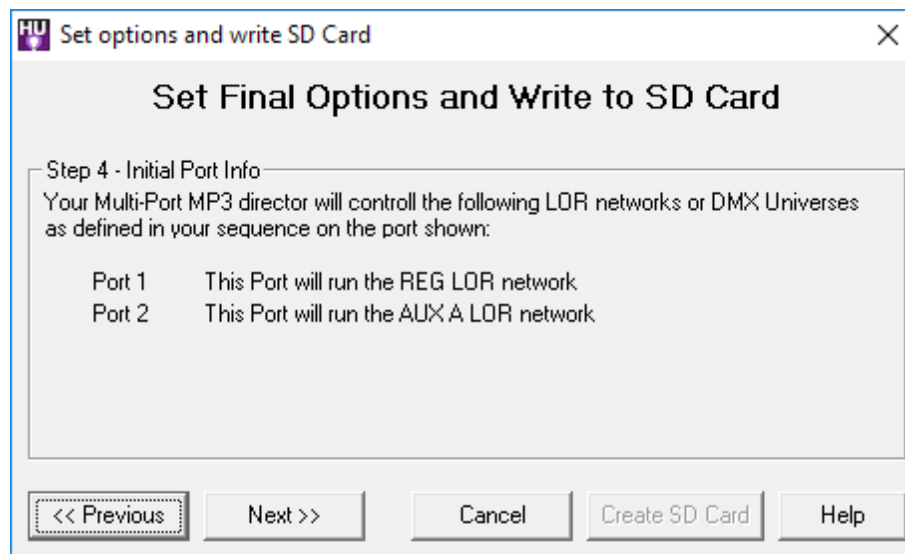 HU Set options and write SD Card
Set Final Options and Write to SD Card
Step 4 - Initial Port Info
Your Multi-Port MP3 director will controll the following LOR networks or DMX Universes
as defined in your sequence on the port shown:
Port 1 This Port will run the REG LOR network
Port 2 This Port will run the AUX A LOR network
<< Previous Next >> Cancel Create SD Card Help